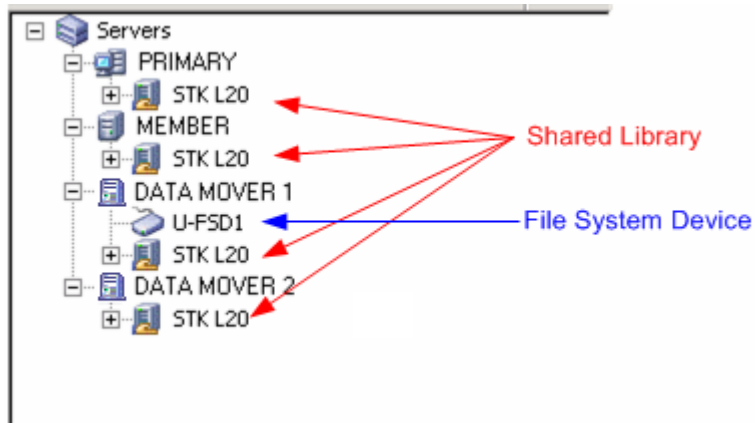 Servers
PRIMARY
STK L20
MEMBER
STK L20
DATA MOVER 1
U-FSD1
STK L20
DATA MOVER 2
STK L20
Shared Library
File System Device